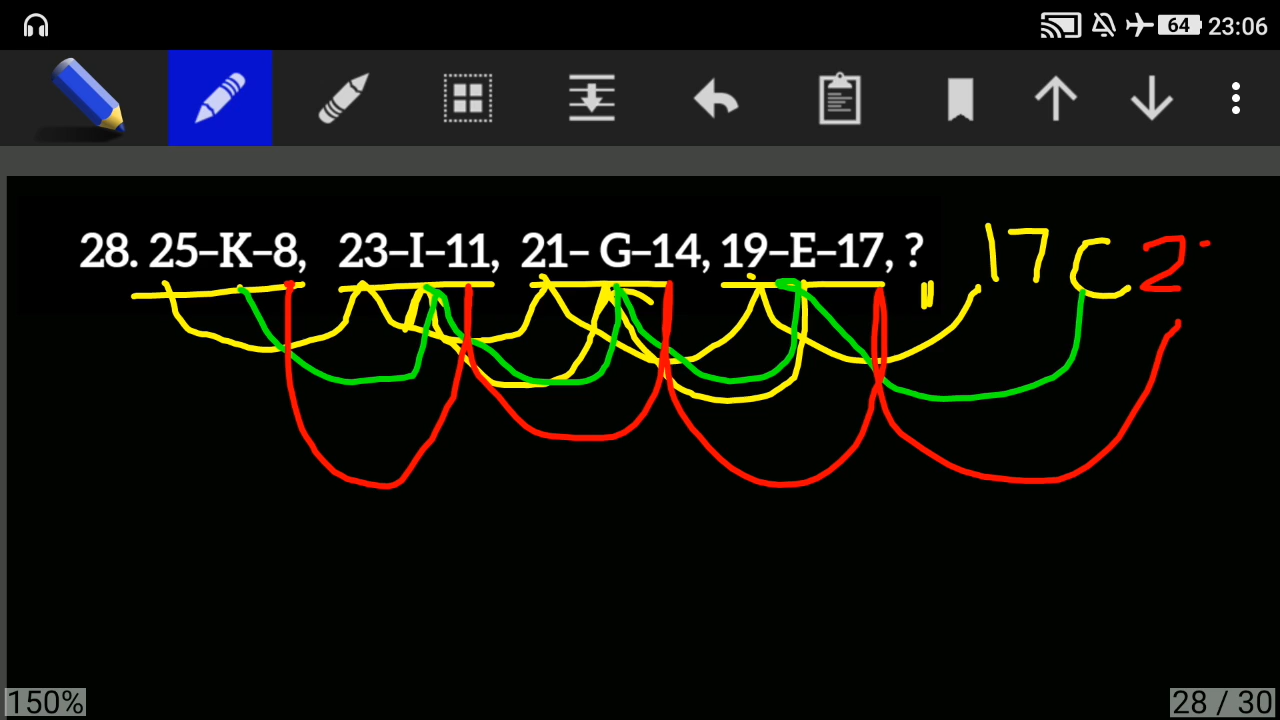 64 23:06
28. 25–K–8, 23–I–11, 21– G–14, 19–E–17, ? 17 C 2
150% 28 / 30